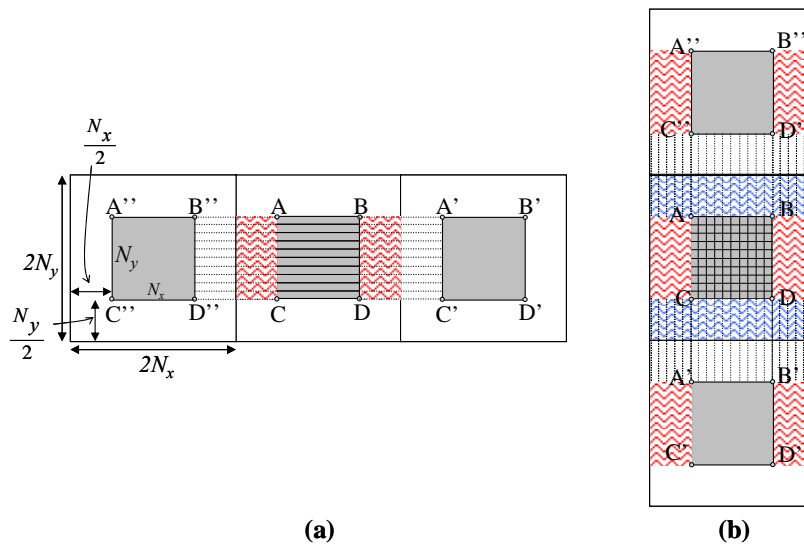 A’’ B’’
C’’ D’
N_x
2
A’’ B’’ A B A’ B’
A B
2N_y N_y
N_x
C’’ D’’ C D C’ D’
C D
N_y
2
2N_x
A’ B’
C’ D’
(a) (b)